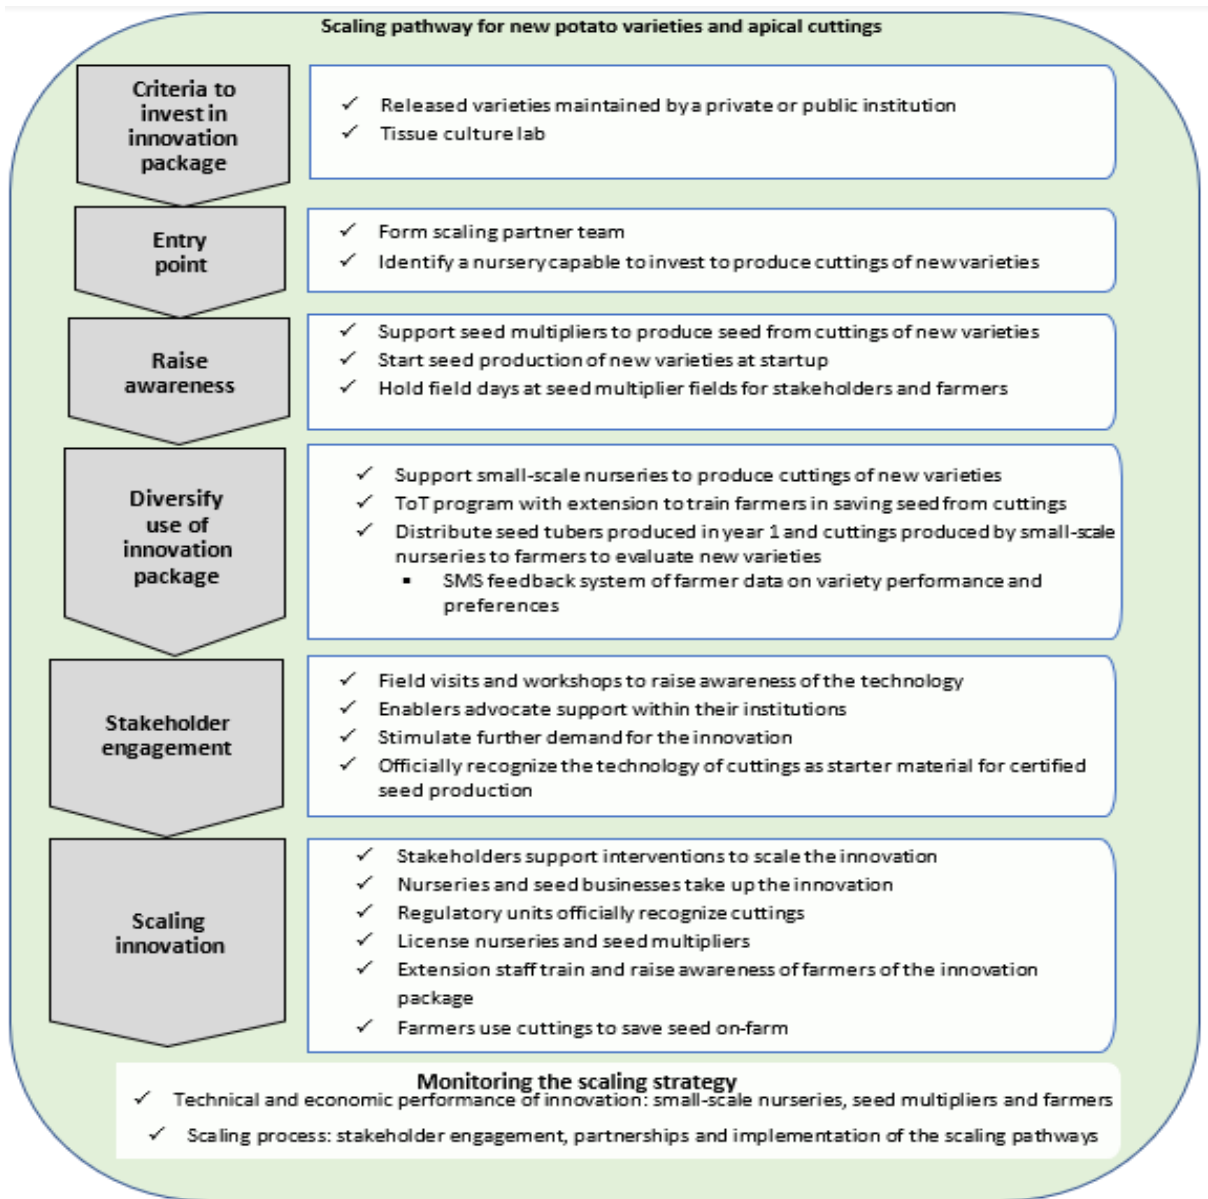 Scaling pathway for new potato varieties and apical cuttings
Criteria to
invest in
innovation
package
✓ Released varieties maintained by a private or public institution
✓ Tissue culture lab
Entry
point
✓ Form scaling partner team
✓ Identify a nursery capable to invest to produce cuttings of new varieties
Raise
awareness
✓ Support seed multipliers to produce seed from cuttings of new varieties
✓ Start seed production of new varieties at startup
✓ Hold field days at seed multiplier fields for stakeholders and farmers
Diversify
use of
innovation
package
✓ Support small-scale nurseries to produce cuttings of new varieties
✓ ToT program with extension to train farmers in saving seed from cuttings
✓ Distribute seed tubers produced in year 1 and cuttings produced by small-scale
nurseries to farmers to evaluate new varieties
▪ SMS feedback system of farmer data on variety performance and
preferences
Stakeholder
engagement
✓ Field visits and workshops to raise awareness of the technology
✓ Enablers advocate support within their institutions
✓ Stimulate further demand for the innovation
✓ Officially recognize the technology of cuttings as starter material for certified
seed production
Scaling
innovation
✓ Stakeholders support interventions to scale the innovation
✓ Nurseries and seed businesses take up the innovation
✓ Regulatory units officially recognize cuttings
✓ License nurseries and seed multipliers
✓ Extension staff train and raise awareness of farmers of the innovation
package
✓ Farmers use cuttings to save seed on-farm
Monitoring the scaling strategy
✓ Technical and economic performance of innovation: small-scale nurseries, seed multipliers and farmers
✓ Scaling process: stakeholder engagement, partnerships and implementation of the scaling pathways